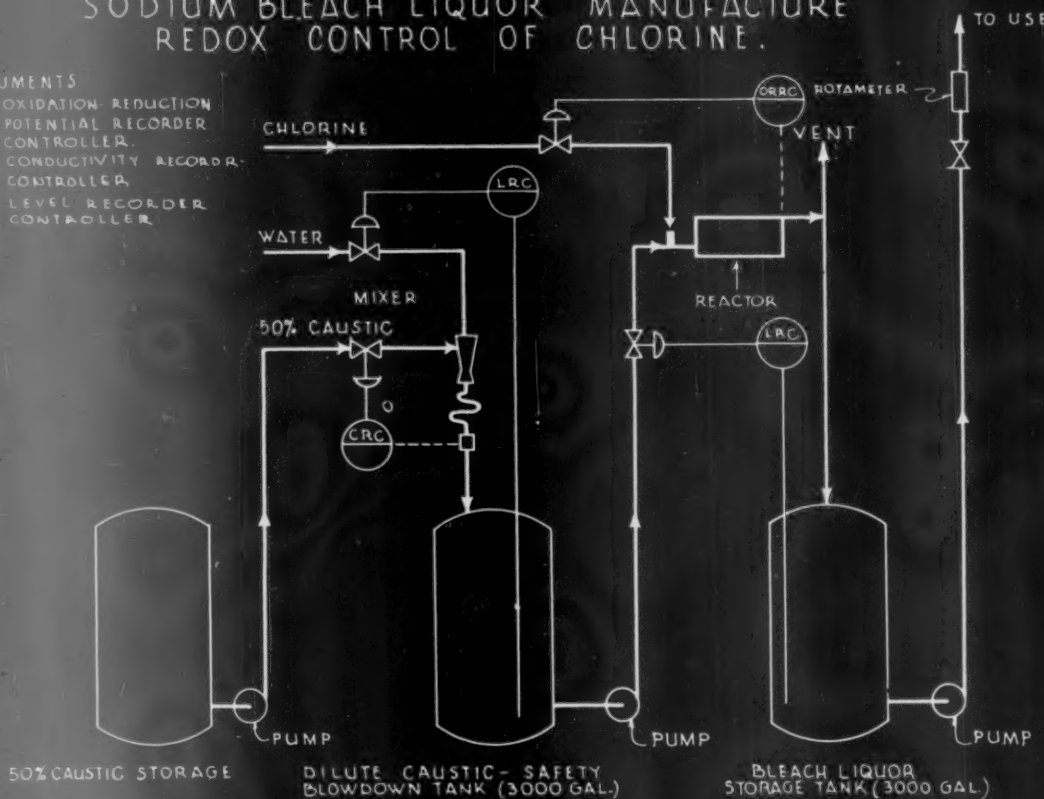 SODIUM BLEACH LIQUOR MANUFACTURE
REDOX CONTROL OF CHLORINE.
TO USE
UMENTS
OXIDATION-REDUCTION
POTENTIAL RECORDER
CONTROLLER.
CONDUCTIVITY RECORDR-
CONTROLLER
LEVEL RECORDER
CONTROLLER
ORRC
ROTAMETER
CHLORINE
VENT
LRC
WATER
MIXER
REACTOR
50% CAUSTIC
LRC
CRC
PUMP
PUMP
PUMP
50% CAUSTIC STORAGE
DILUTE CAUSTIC - SAFETY
BLOWDOWN TANK (3000 GAL.)
BLEACH LIQUOR
STORAGE TANK (3000 GAL.)